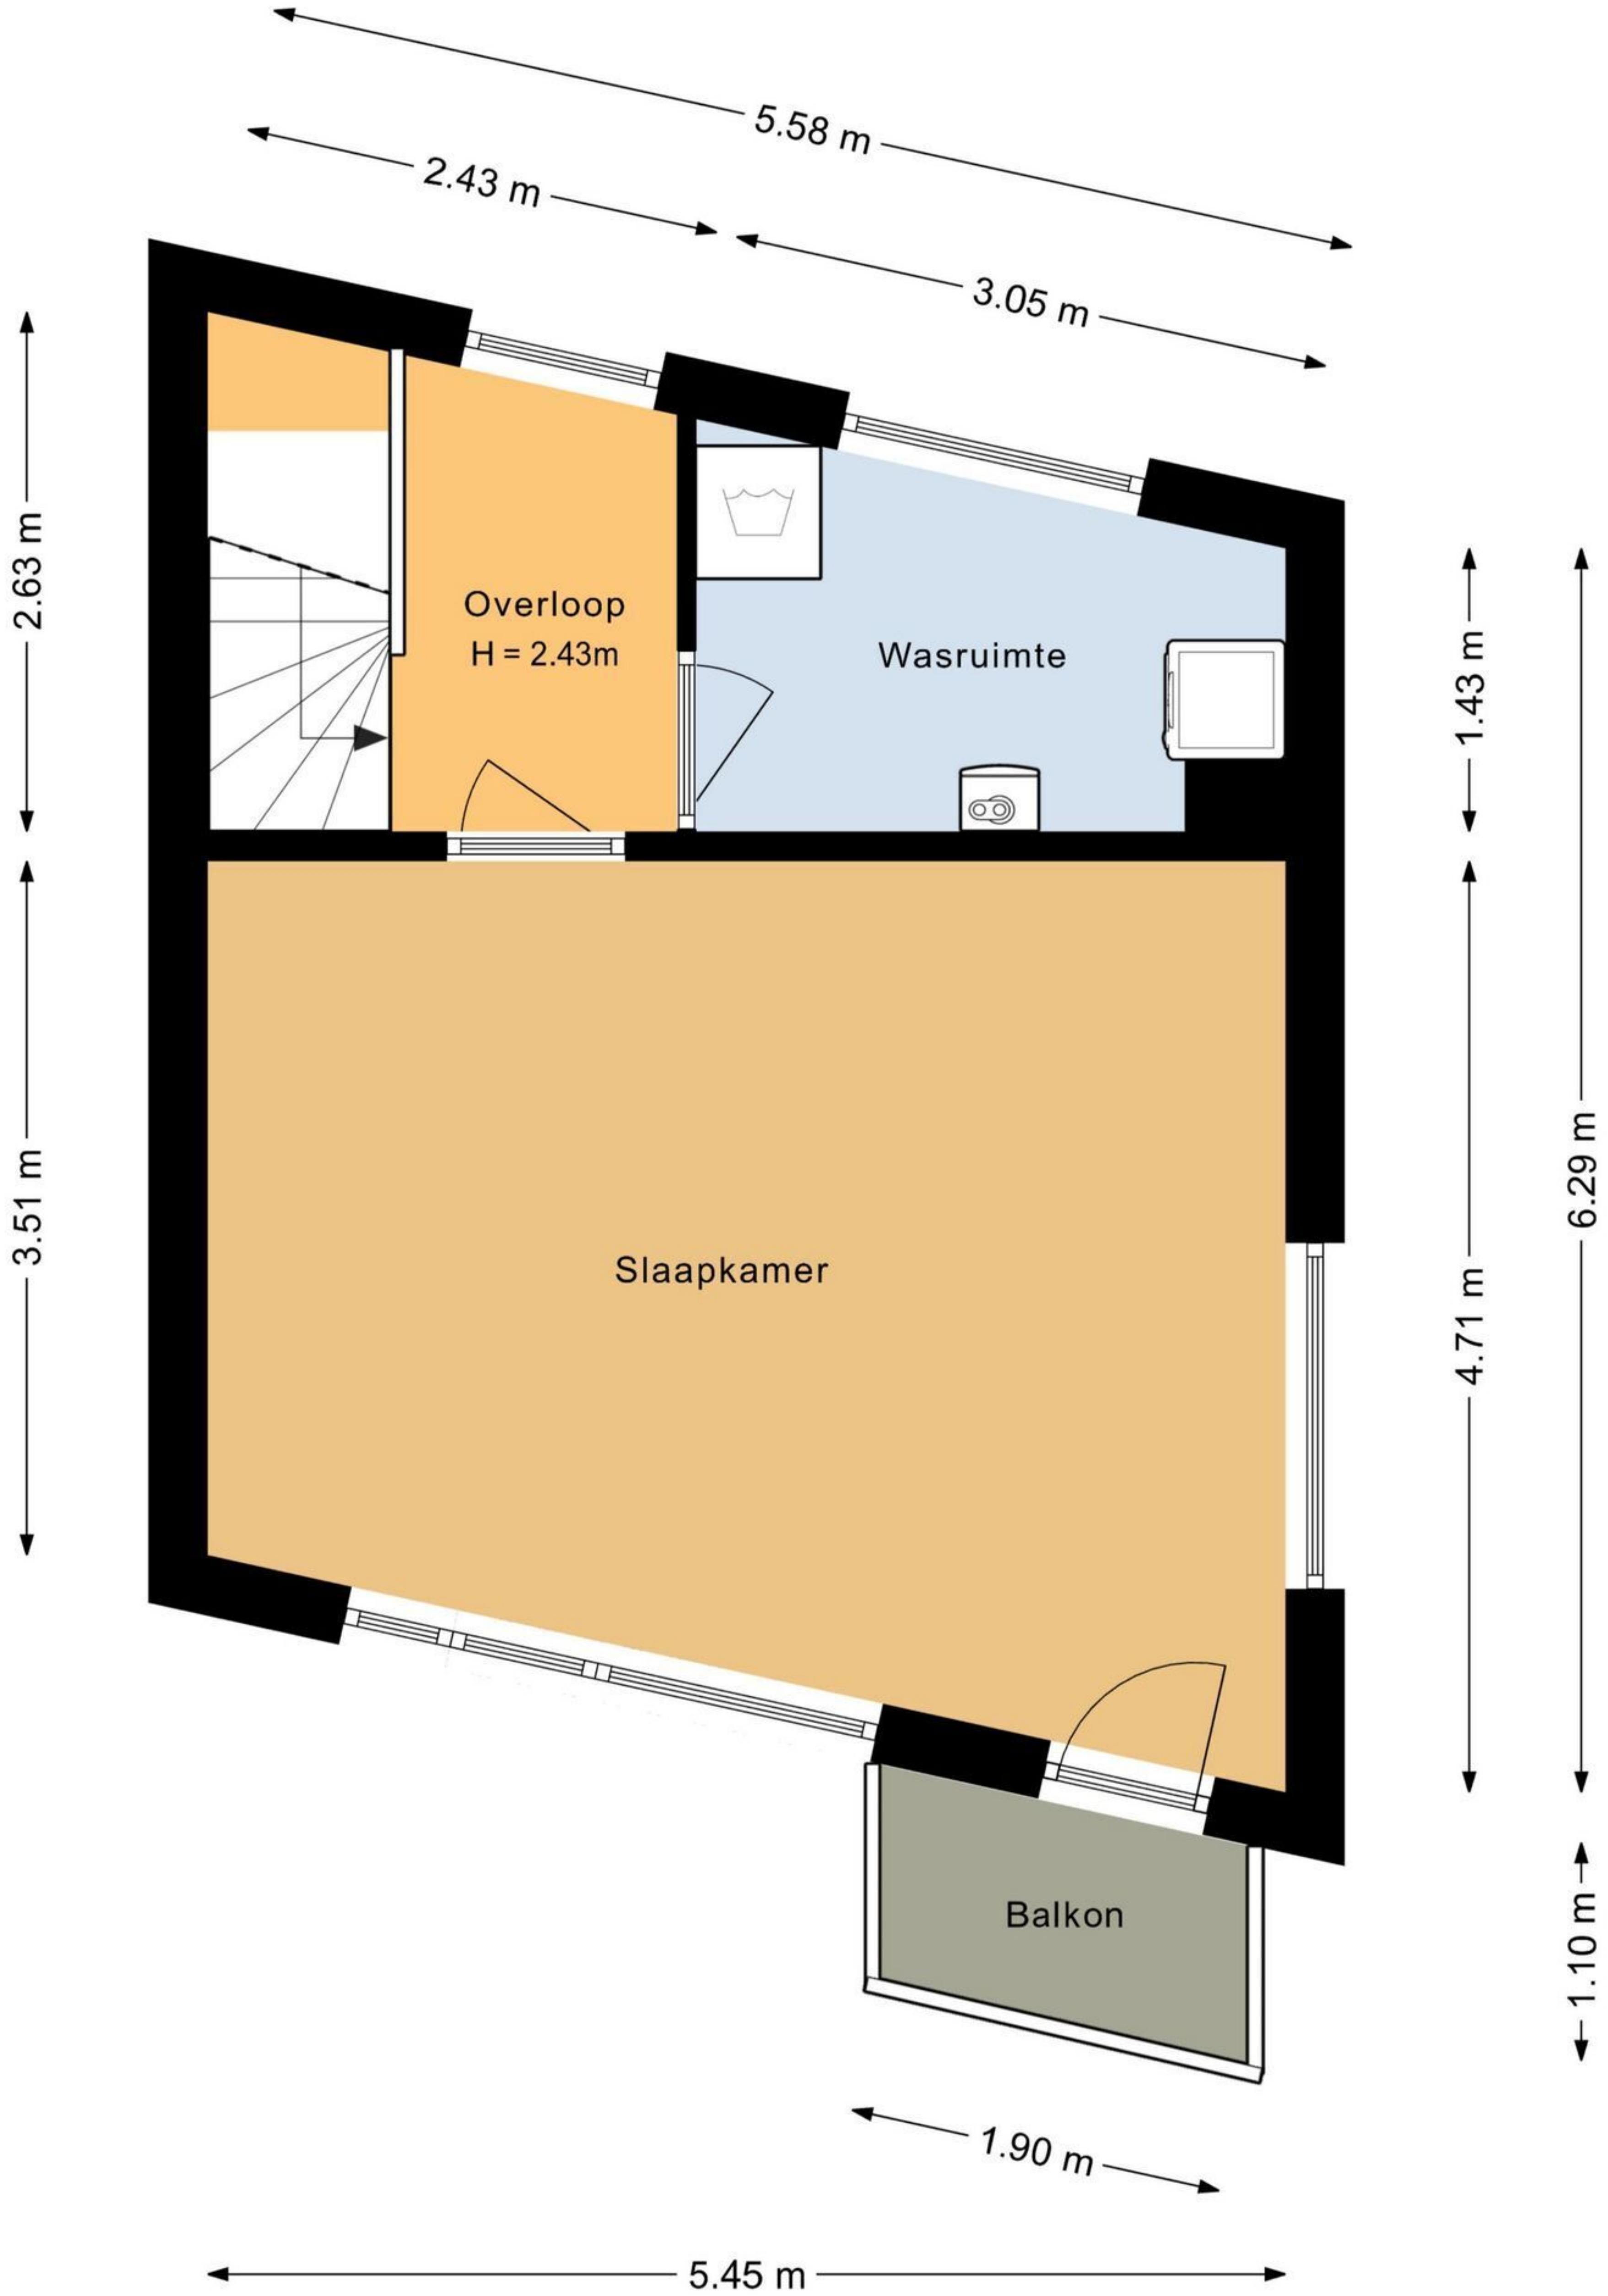 5.58 m
2.43 m
3.05 m
2.63 m
Overloop
H = 2.43m
Wasruimte
1.43 m
3.51 m
Slaapkamer
4.71 m
6.29 m
Balkon
1.10 m
1.90 m
5.45 m